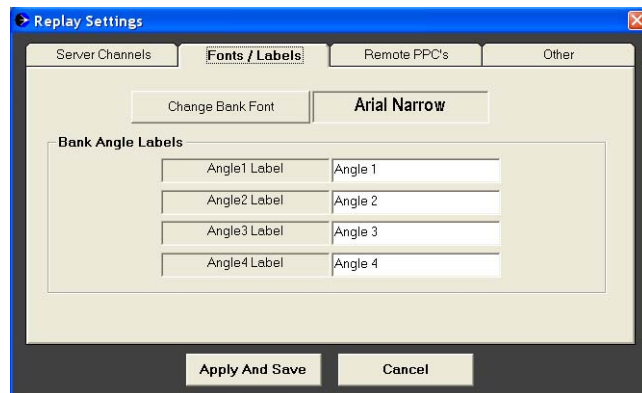 Replay Settings
Server Channels Fonts / Labels Remote PPC's Other
Change Bank Font Arial Narrow
Bank Angle Labels
Angle1 Label Angle 1
Angle2 Label Angle 2
Angle3 Label Angle 3
Angle4 Label Angle 4
Apply And Save Cancel